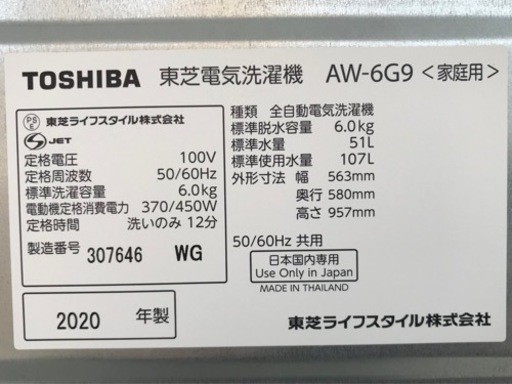 TOSHIBA 東芝電気洗濯機 AW-6G9 <家庭用>
PS E 東芝ライフスタイル株式会社
S JET
定格電圧 100V
定格周波数 50/60Hz
標準洗濯容量 6.0kg
電動機定格消費電力 370/450W
定格時間 洗いのみ 12分
製造番号 307646 WG
2020 年製
種類 全自動電気洗濯機
標準脱水容量 6.0kg
標準水量 51L
標準使用水量 107L
外形寸法 幅 563mm
奥行 580mm
高さ 957mm
50/60Hz 共用
日本国内専用
Use Only in Japan
MADE IN THAILAND
東芝ライフスタイル株式会社